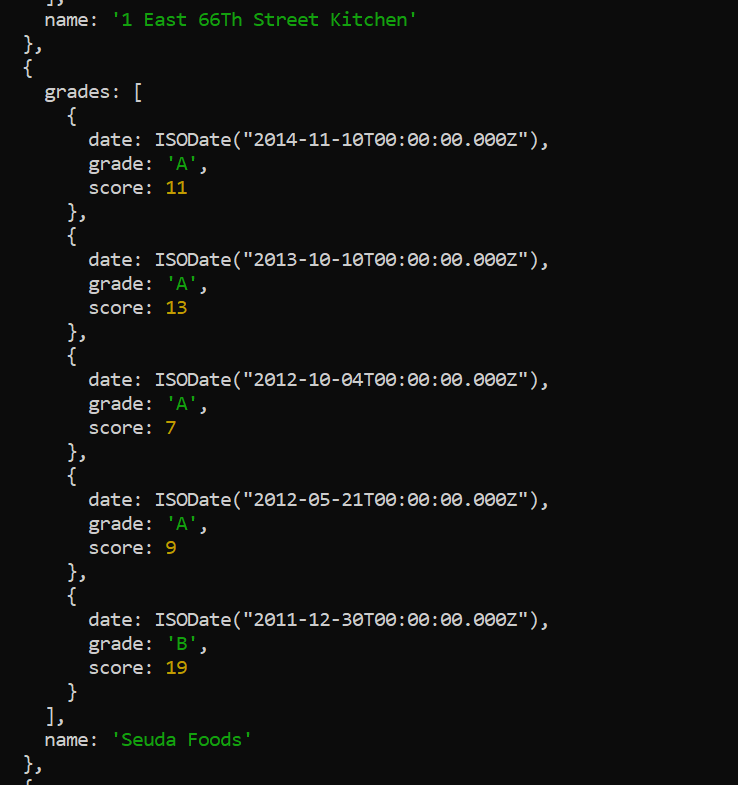 ],
name: '1 East 66Th Street Kitchen'
},
{
grades: [
{
date: ISODate("2014-11-10T00:00:00.000Z"),
grade: 'A',
score: 11
},
{
date: ISODate("2013-10-10T00:00:00.000Z"),
grade: 'A',
score: 13
},
{
date: ISODate("2012-10-04T00:00:00.000Z"),
grade: 'A',
score: 7
},
{
date: ISODate("2012-05-21T00:00:00.000Z"),
grade: 'A',
score: 9
},
{
date: ISODate("2011-12-30T00:00:00.000Z"),
grade: 'B',
score: 19
}
],
name: 'Seuda Foods'
},
{